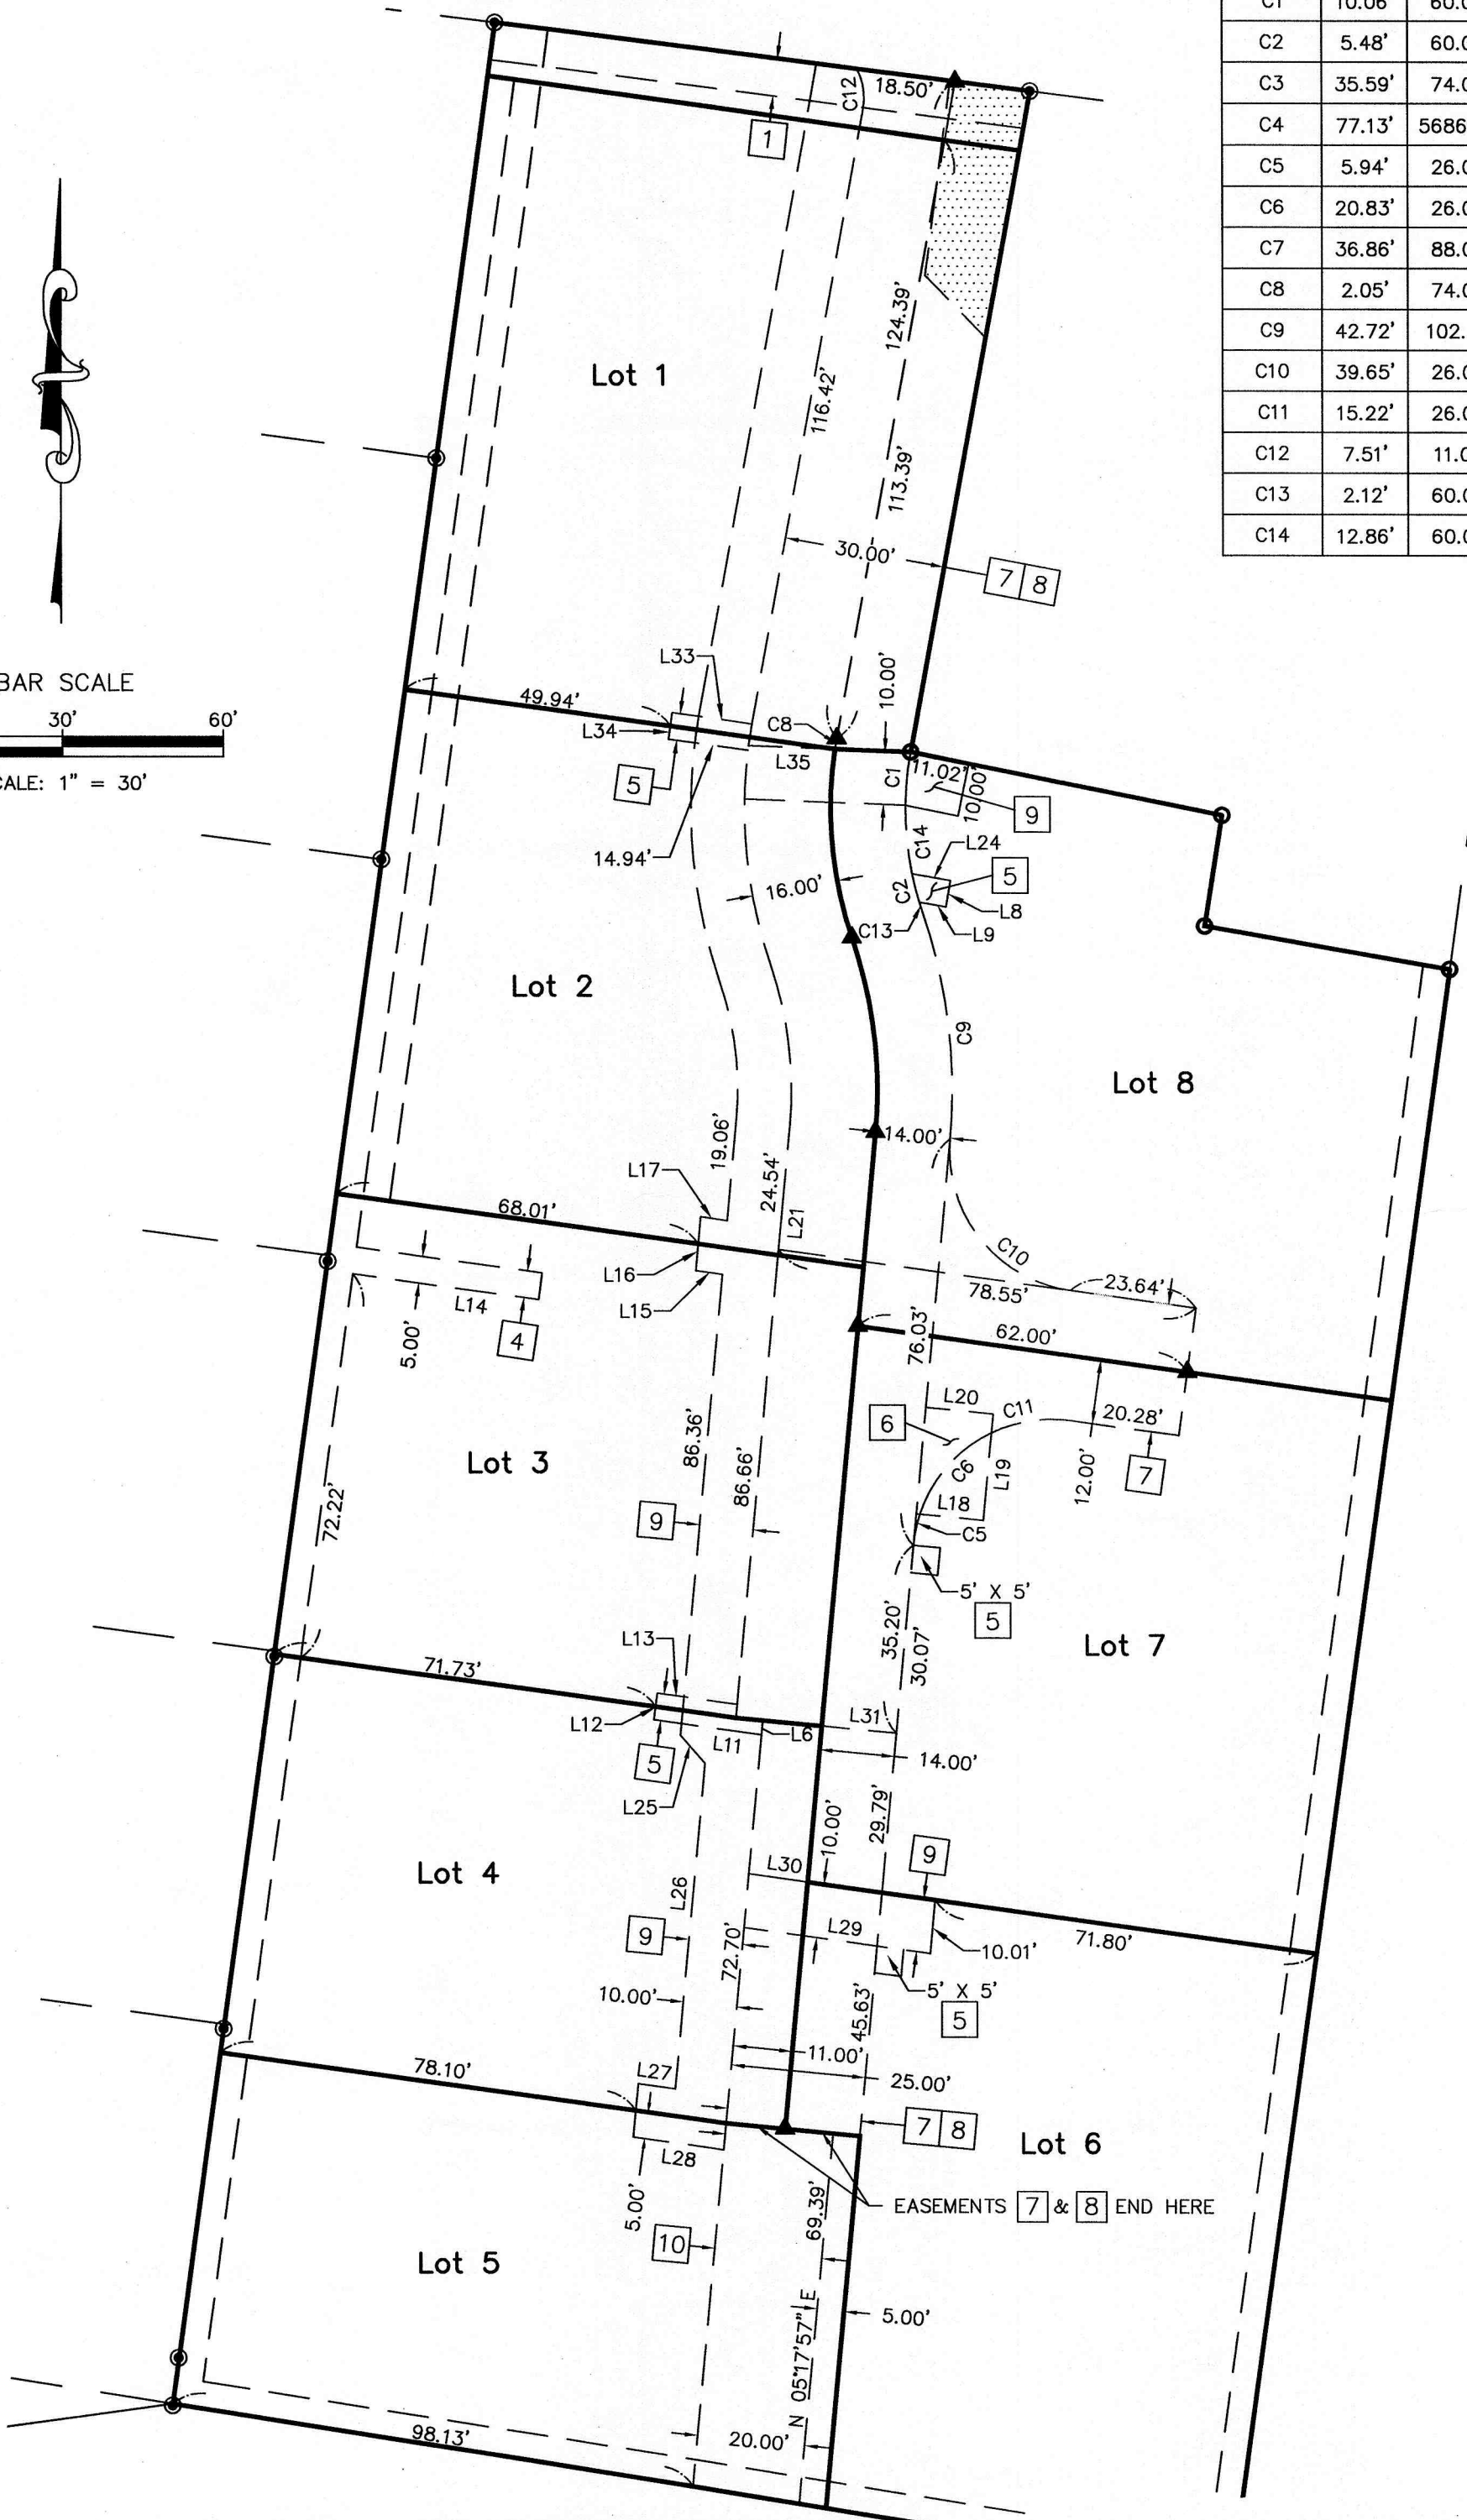 C1 10.06' 60.0
C2 5.48' 60.0
C3 35.59' 74.0
C4 77.13' 5686
C5 5.94' 26.0
C6 20.83' 26.0
C7 36.86' 88.0
C8 2.05' 74.0
C9 42.72' 102.
C10 39.65' 26.0
C11 15.22' 26.0
C12 7.51' 11.0
C13 2.12' 60.0
C14 12.86' 60.0
BAR SCALE
30' 60'
CALE: 1" = 30'
C12
18.50'
1
Lot 1
124.39'
116.42'
113.39'
30.00'
7 8
L33
49.94'
L34
5
14.94'
C8
L35
10.00'
C1
11.02'
10.00'
9
C14
L24
5
C2
L8
L9
C13
16.00'
Lot 2
C9
Lot 8
14.00'
19.06'
24.54'
L17
68.01'
L21
L16
L15
C10
23.64'
78.55'
L14
5.00'
4
76.03'
62.00'
L20
C11
20.28'
6
12.00'
7
C6
L19
L18
C5
Lot 3
86.36'
86.66'
72.22'
9
5' X 5'
5
35.20'
30.07'
Lot 7
L13
71.73'
L12
L31
L6
L11
5
14.00'
L25
29.79'
10.00'
Lot 4
L30
9
L26
9
72.70'
L29
71.80'
10.01'
5' X 5'
5
10.00'
45.63'
11.00'
25.00'
78.10'
L27
7 8
Lot 6
L28
5.00'
EASEMENTS 7 & 8 END HERE
69.39'
10
Lot 5
5.00'
N 05°17'57" E
20.00'
98.13'